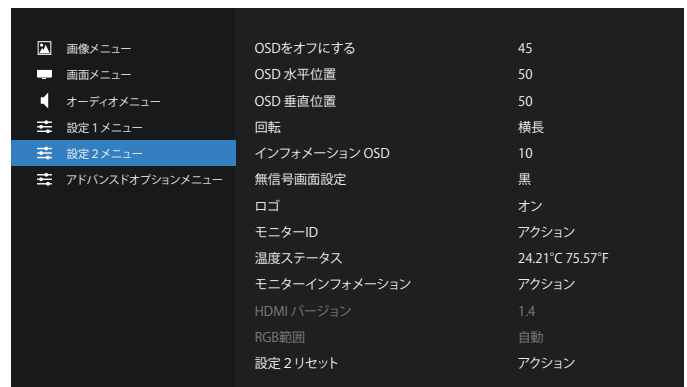 画像メニュー
画面メニュー
オーディオメニュー
設定1メニュー
設定2メニュー
アドバンスドオプションメニュー
OSDをオフにする 45
OSD 水平位置 50
OSD 垂直位置 50
回転 横長
インフォメーション OSD 10
無信号画面設定 黒
ロゴ オン
モニターID アクション
温度ステータス 24.21°C 75.57°F
モニターインフォメーション アクション
HDMI バージョン 1.4
RGB範囲 自動
設定 2 リセット アクション